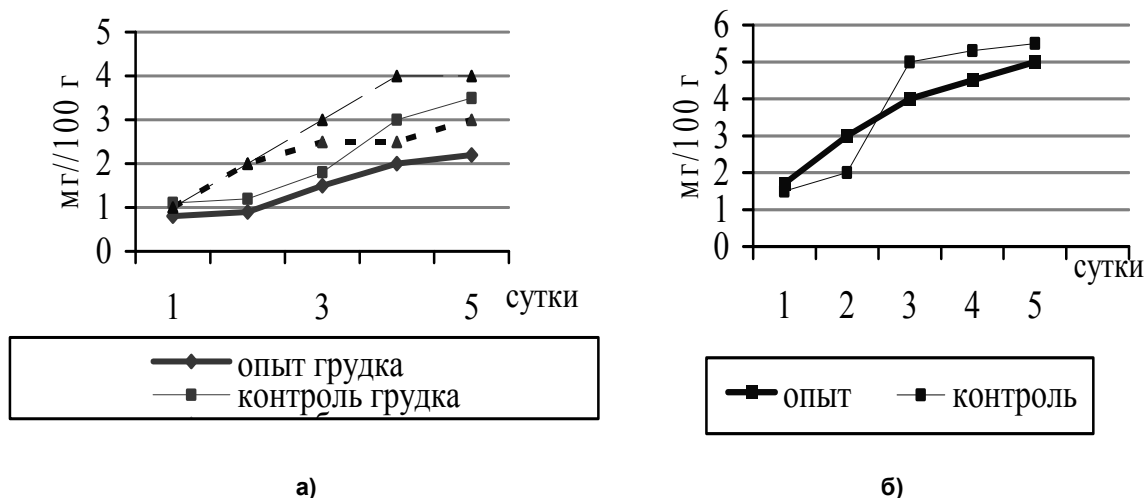 мг/100 г
5
4
3
2
1
0
1 3 5 сутки
опыт грудка
контроль грудка
а)
мг/100 г
6
5
4
3
2
1
0
сутки
1 2 3 4 5
опыт контроль
б)